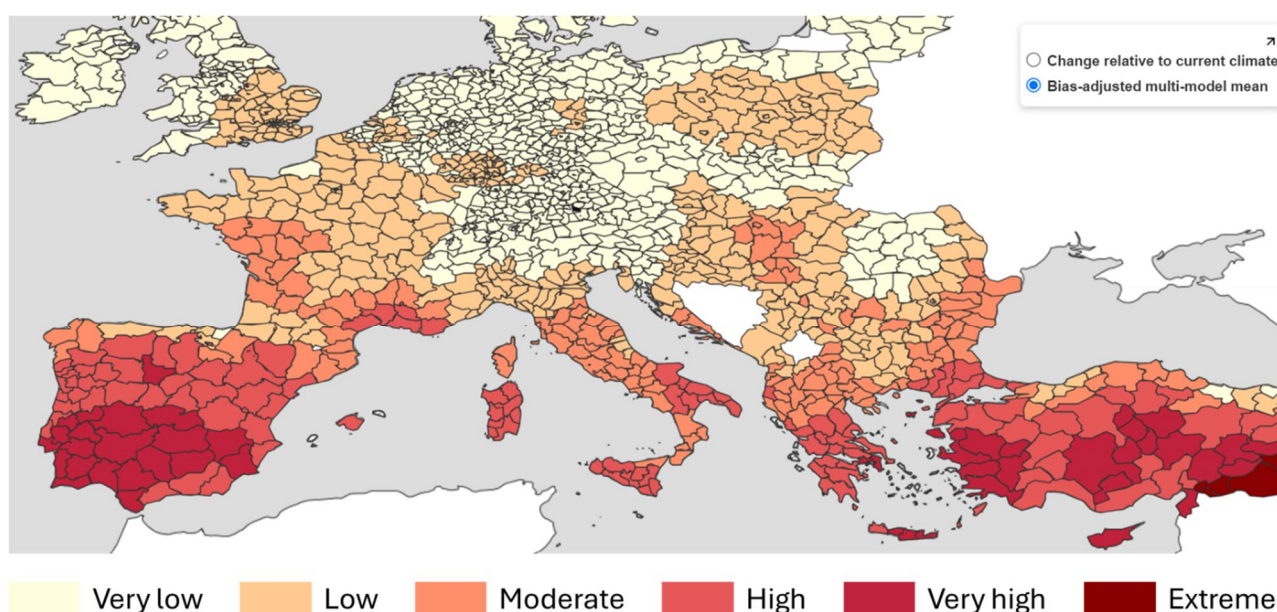 Change relative to current climate
Bias-adjusted multi-model mean
Very low Low Moderate High Very high Extreme